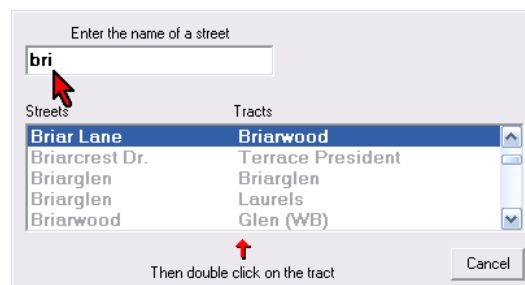 Enter the name of a street
bri
Streets Tracts
Briar Lane Briarwood
Briarcrest Dr. Terrace President
Briarglen Briarglen
Briarglen Laurels
Briarwood Glen (WB)
Then double click on the tract
Cancel